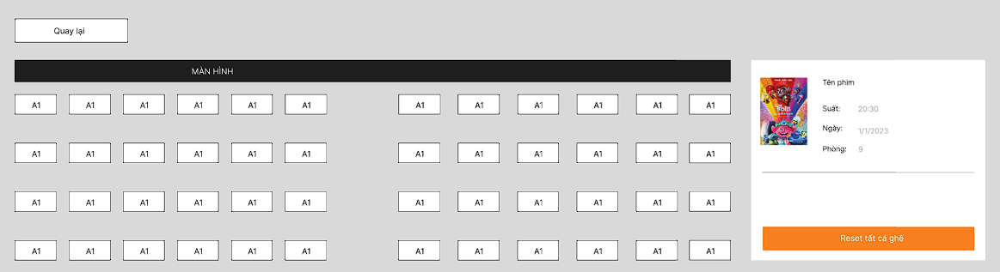 Quay lại
MÀN HÌNH
A1 A1 A1 A1 A1 A1 A1 A1 A1 A1 A1 A1
A1 A1 A1 A1 A1 A1 A1 A1 A1 A1 A1 A1
A1 A1 A1 A1 A1 A1 A1 A1 A1 A1 A1 A1
A1 A1 A1 A1 A1 A1 A1 A1 A1 A1 A1 A1
Trolls
Tên phim
Suất: 20:30
Ngày: 1/1/2023
Phòng: 9
Reset tất cả ghế